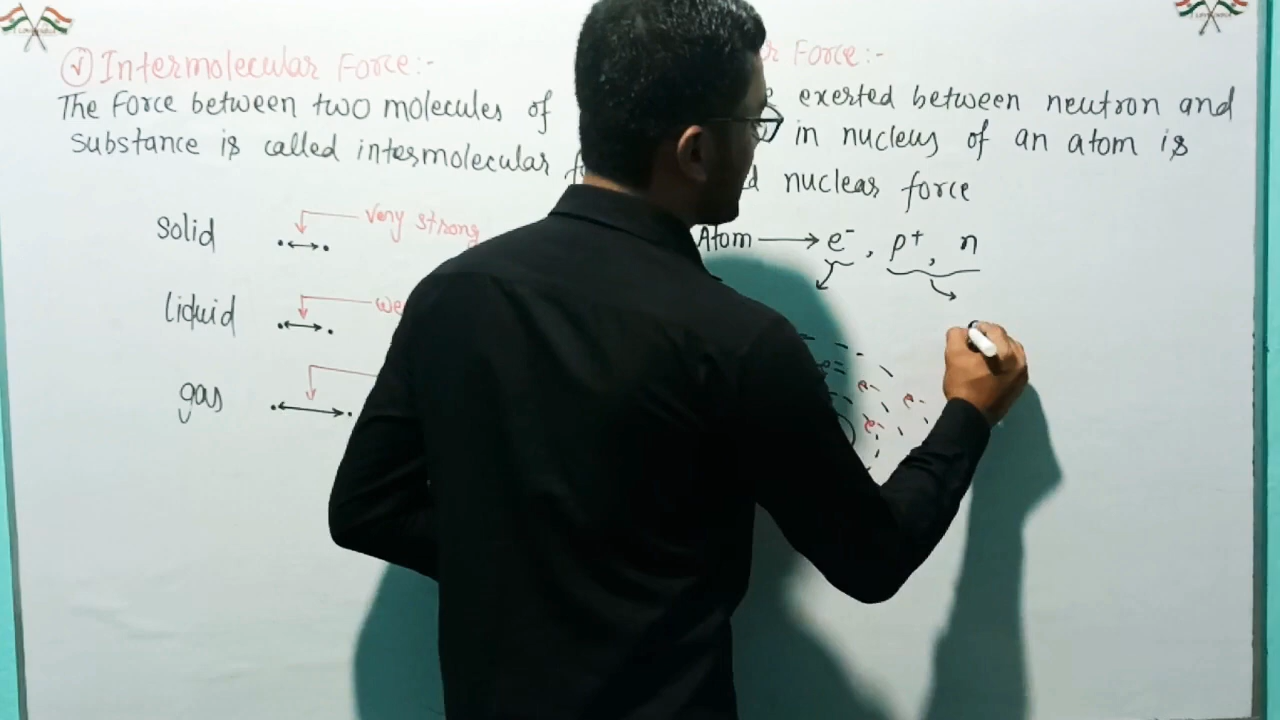 (v) Intermolecular Force:-
The Force between two molecules of
substance is called intermolecular
solid
very strong
liquid
gas
Force:-
exerted between neutron and
in nucleus of an atom is
nuclear force
Atom → e⁻, p⁺, n
e⁻
e⁻
e⁻